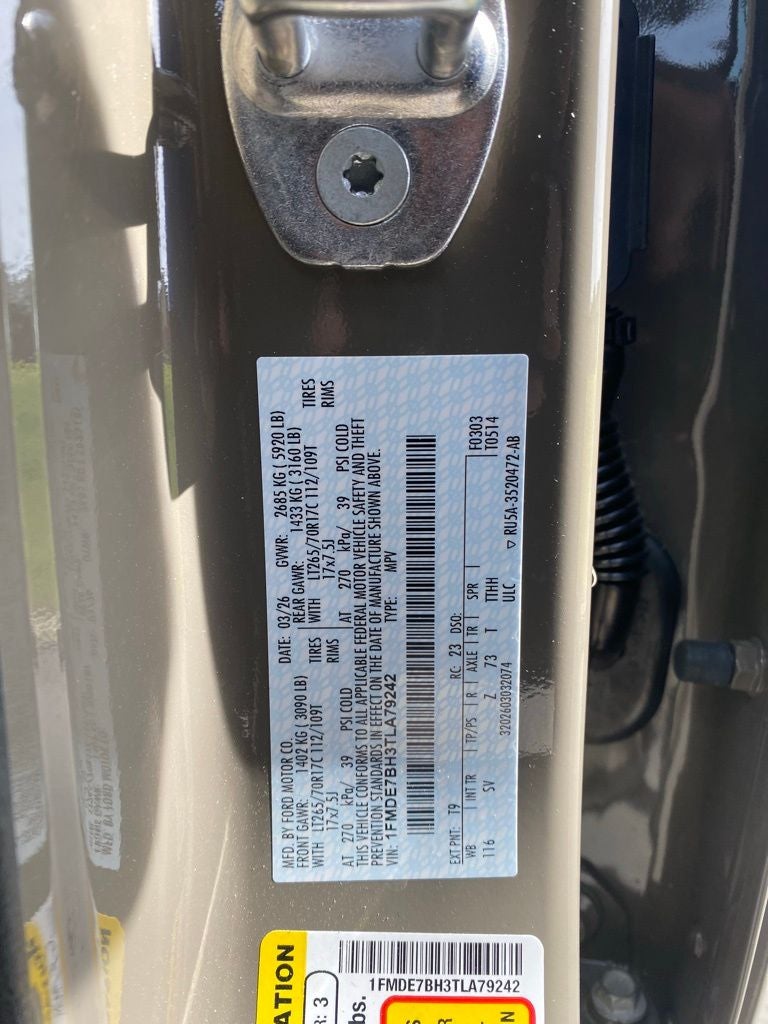 MFD. BY FORD MOTOR CO.
DATE: 03/26 GVWR: 2685 KG ( 5920 LB)
FRONT GAWR: 1402 KG ( 3090 LB) REAR GAWR: 1433 KG ( 3160 LB)
WITH LT265/70R17C 112/109T TIRES WITH LT265/70R17C 112/109T TIRES
17x7.5J RIMS 17x7.5J RIMS
AT 270 kPa/ 39 PSI COLD AT 270 kPa/ 39 PSI COLD
THIS VEHICLE CONFORMS TO ALL APPLICABLE FEDERAL MOTOR VEHICLE SAFETY AND THEFT
PREVENTION STANDARDS IN EFFECT ON THE DATE OF MANUFACTURE SHOWN ABOVE.
VIN: 1FMDE7BH3TLA79242 TYPE: MPV
EXT PNT: T9 RC: 23 DSO: F0303
WB INT TR TP/PS R AXLE TR SPR T0514
116 SV Z 73 T TTHH
3202603032074 ULC ▽ RU5A-3520472-AB
1FMDE7BH3TLA79242
ATION
R: 3
bs.